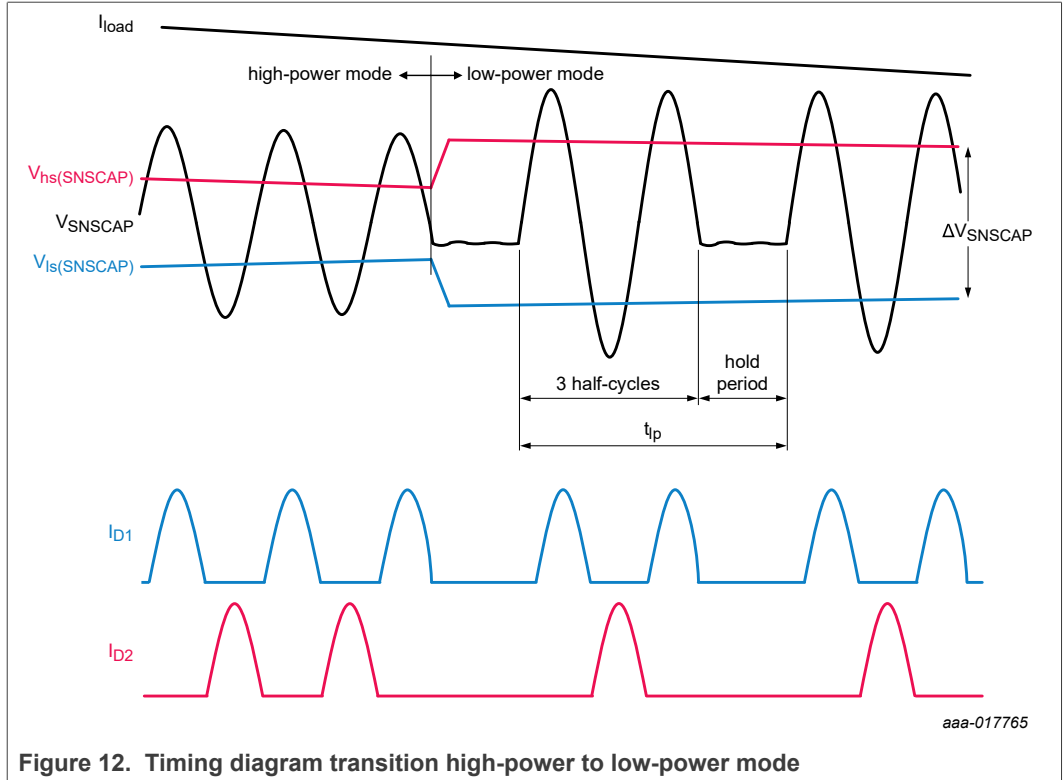 Iload
high-power mode
low-power mode
Vhs(SNSCAP)
VSNSCAP
Vls(SNSCAP)
ΔVSNSCAP
3 half-cycles
hold
period
tlp
ID1
ID2
aaa-017765
Figure 12. Timing diagram transition high-power to low-power mode